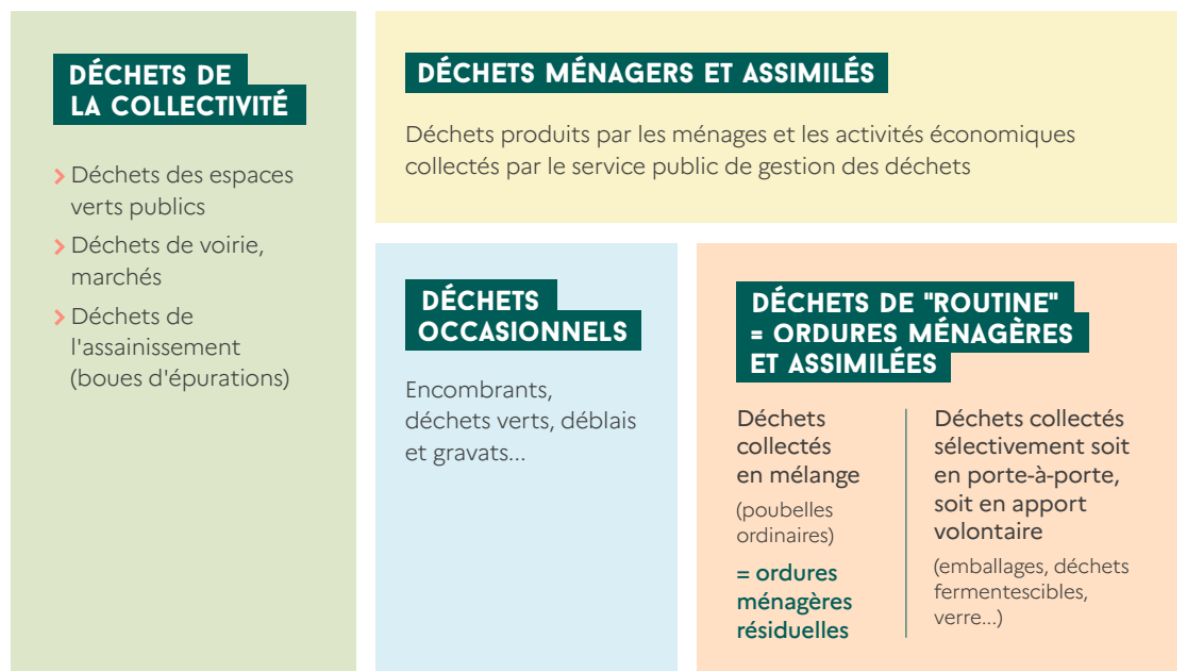 DÉCHETS DE
LA COLLECTIVITÉ
> Déchets des espaces
verts publics
> Déchets de voirie,
marchés
> Déchets de
l'assainissement
(boues d'épurations)
DÉCHETS MÉNAGERS ET ASSIMILÉS
Déchets produits par les ménages et les activités économiques
collectés par le service public de gestion des déchets
DÉCHETS
OCCASIONNELS
Encombrants,
déchets verts, déblais
et gravats...
DÉCHETS DE "ROUTINE"
= ORDURES MÉNAGÈRES
ET ASSIMILÉES
Déchets
collectés
en mélange
(poubelles
ordinaires)
= ordures
ménagères
résiduelles
Déchets collectés
sélectivement soit
en porte-à-porte,
soit en apport
volontaire
(emballages, déchets
fermentescibles,
verre...)